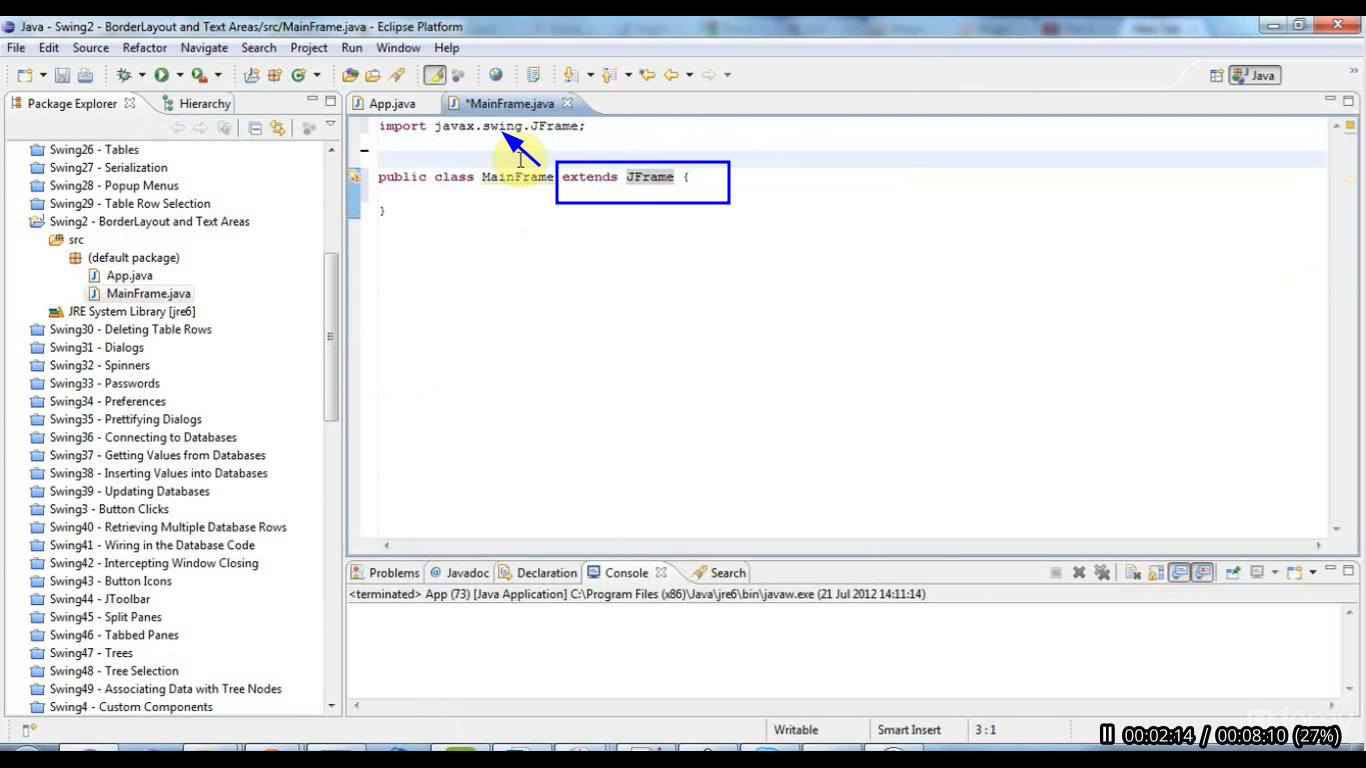 Java - Swing2 - BorderLayout and Text Areas/src/MainFrame.java - Eclipse Platform
File Edit Source Refactor Navigate Search Project Run Window Help
Java
Package Explorer Hierarchy
App.java *MainFrame.java
Swing26 - Tables
Swing27 - Serialization
Swing28 - Popup Menus
Swing29 - Table Row Selection
Swing2 - BorderLayout and Text Areas
src
(default package)
App.java
MainFrame.java
JRE System Library [jre6]
Swing30 - Deleting Table Rows
Swing31 - Dialogs
Swing32 - Spinners
Swing33 - Passwords
Swing34 - Preferences
Swing35 - Prettifying Dialogs
Swing36 - Connecting to Databases
Swing37 - Getting Values from Databases
Swing38 - Inserting Values into Databases
Swing39 - Updating Databases
Swing3 - Button Clicks
Swing40 - Retrieving Multiple Database Rows
Swing41 - Wiring in the Database Code
Swing42 - Intercepting Window Closing
Swing43 - Button Icons
Swing44 - JToolbar
Swing45 - Split Panes
Swing46 - Tabbed Panes
Swing47 - Trees
Swing48 - Tree Selection
Swing49 - Associating Data with Tree Nodes
Swing4 - Custom Components
import javax.swing.JFrame;
public class MainFrame extends JFrame {
}
Problems @ Javadoc Declaration Console Search
<terminated> App (73) [Java Application] C:\Program Files (x86)\Java\jre6\bin\javaw.exe (21 Jul 2012 14:11:14)
Writable Smart Insert 3 : 1
00:02:14 / 00:08:10 (27%)